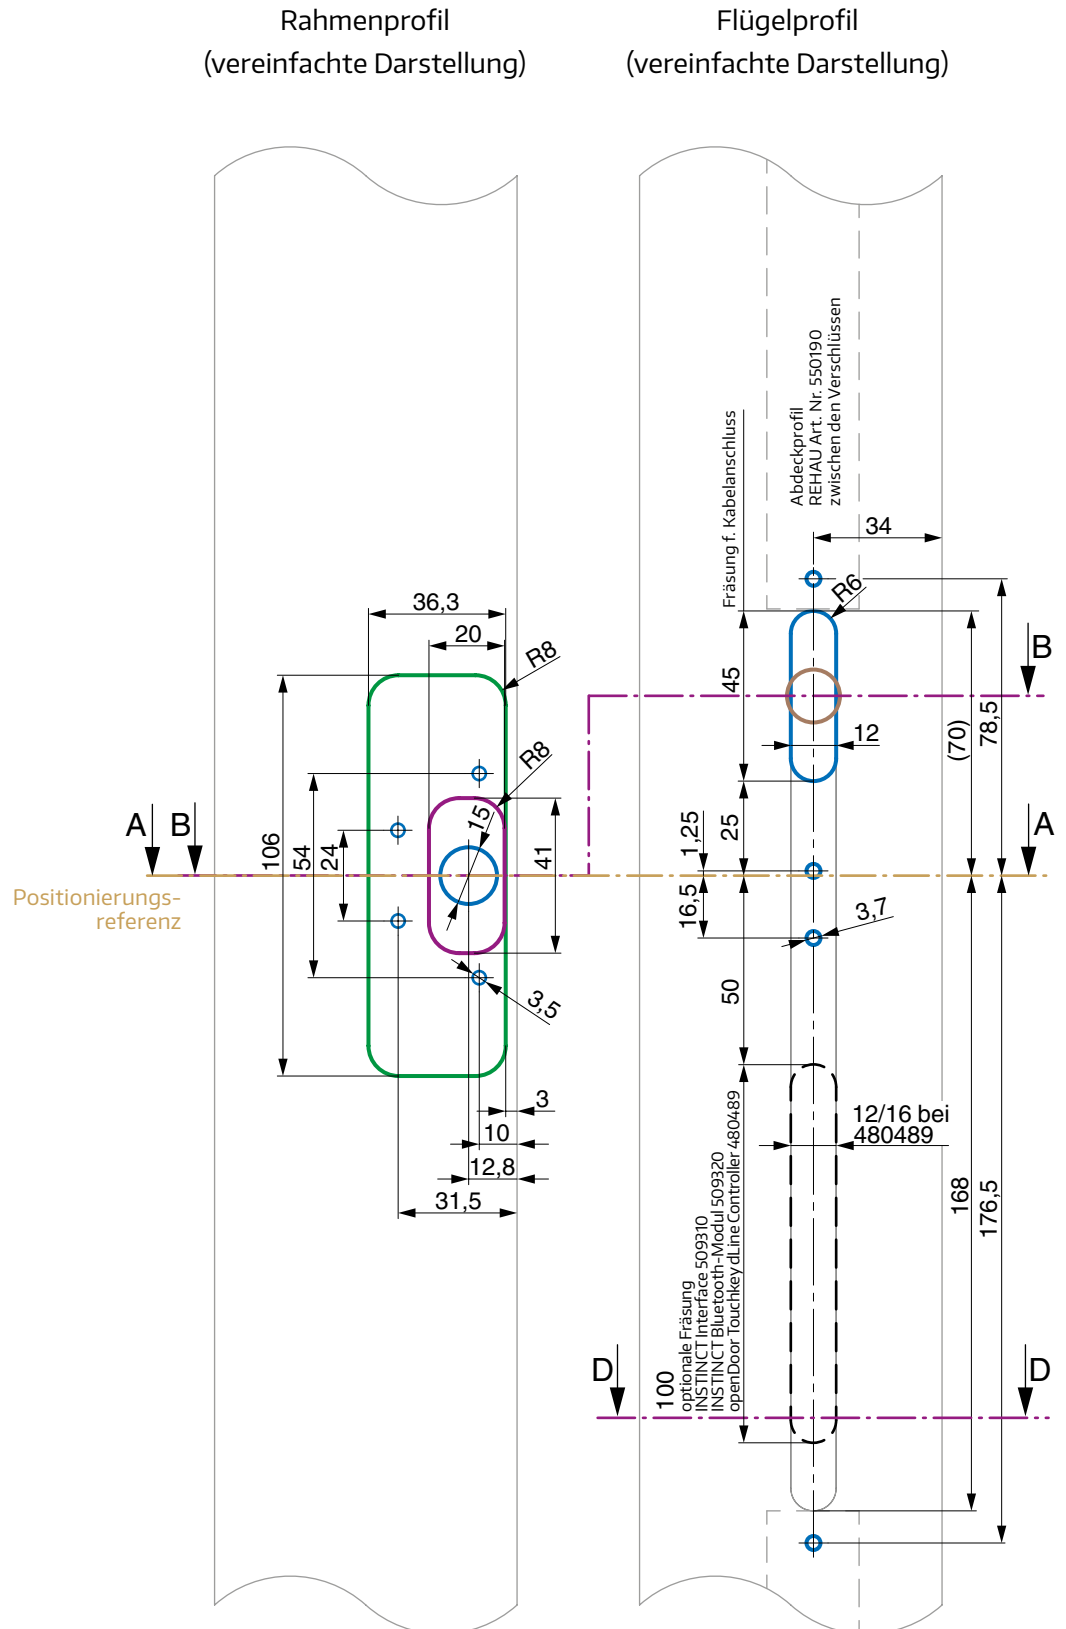 Rahmenprofil
(vereinfachte Darstellung)
Flügelprofil
(vereinfachte Darstellung)
Abdeckprofil
REHAU Art. Nr. 550190
zwischen den Verschlüssen
Fräsung f. Kabelanschluss
34
R6
36,3
20
R8
R8
45
B
12
(70)
78,5
A
B
106
54
24
15
41
1,25
25
A
Positionierungs-
referenz
16,5
3,7
50
3,5
3
10
12,8
31,5
12/16 bei
480489
168
176,5
100
optionale Fräsung
INSTINCT Interface 509310
INSTINCT Bluetooth-Modul 509320
openDoor Touchkey dLine Controller 480489
D
D